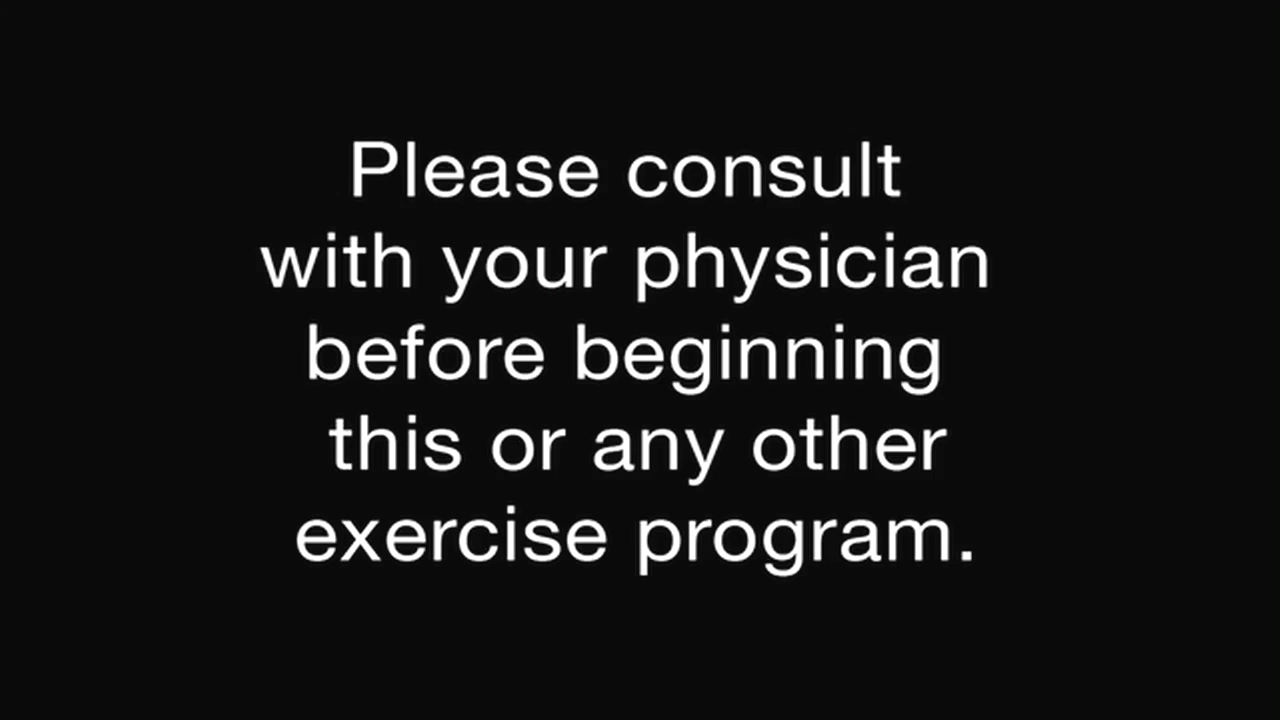 Please consult
with your physician
before beginning
this or any other
exercise program.